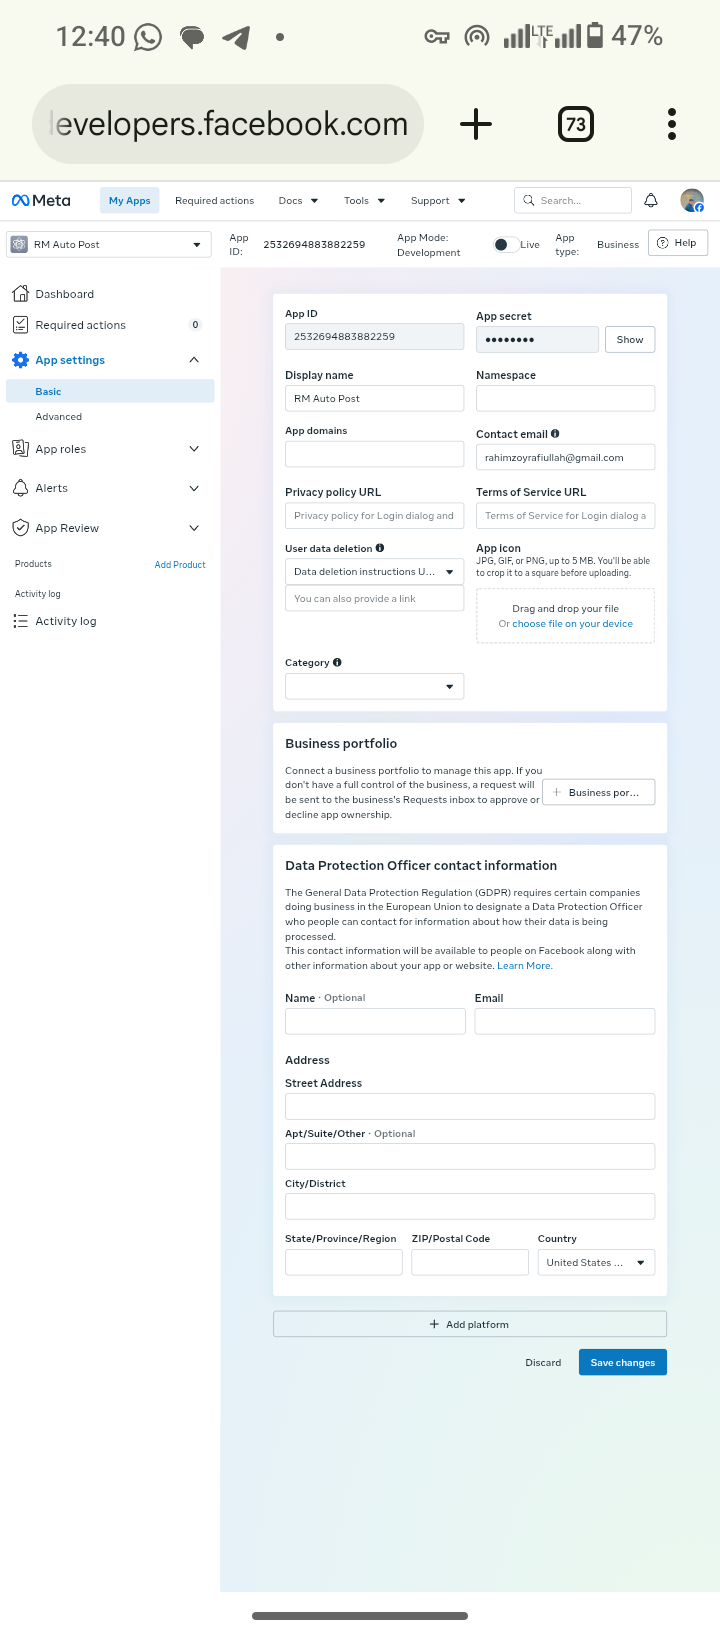 12:40
LTE
47%
levelopers.facebook.com
73
Meta
My Apps
Required actions
Docs
Tools
Support
Search...
RM Auto Post
App ID:
2532694883882259
App Mode: Development
Live
App type:
Business
Help
Dashboard
Required actions
0
App settings
Basic
Advanced
App roles
Alerts
App Review
Products
Add Product
Activity log
Activity log
App ID
2532694883882259
App secret
••••••••
Show
Display name
RM Auto Post
Namespace
App domains
Contact email
rahimzoyrafiullah@gmail.com
Privacy policy URL
Privacy policy for Login dialog and
Terms of Service URL
Terms of Service for Login dialog a
User data deletion
Data deletion instructions U...
You can also provide a link
App icon
JPG, GIF, or PNG, up to 5 MB. You'll be able
to crop it to a square before uploading.
Drag and drop your file
Or choose file on your device
Category
Business portfolio
Connect a business portfolio to manage this app. If you
don't have a full control of the business, a request will
be sent to the business's Requests inbox to approve or
decline app ownership.
Business por...
Data Protection Officer contact information
The General Data Protection Regulation (GDPR) requires certain companies
doing business in the European Union to designate a Data Protection Officer
who people can contact for information about how their data is being
processed.
This contact information will be available to people on Facebook along with
other information about your app or website. Learn More.
Name · Optional
Email
Address
Street Address
Apt/Suite/Other · Optional
City/District
State/Province/Region
ZIP/Postal Code
Country
United States ...
Add platform
Discard
Save changes